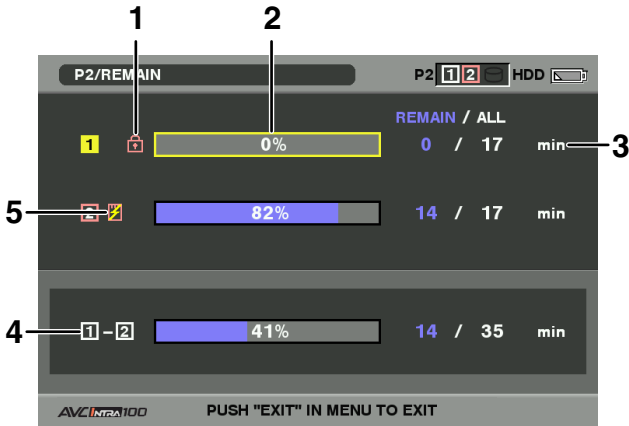 1 2
P2/REMAIN P2 1 2 HDD
REMAIN / ALL
1 0% 0 / 17 min 3
5 2 82% 14 / 17 min
4 1-2 41% 14 / 35 min
AVC INTRA 100 PUSH "EXIT" IN MENU TO EXIT